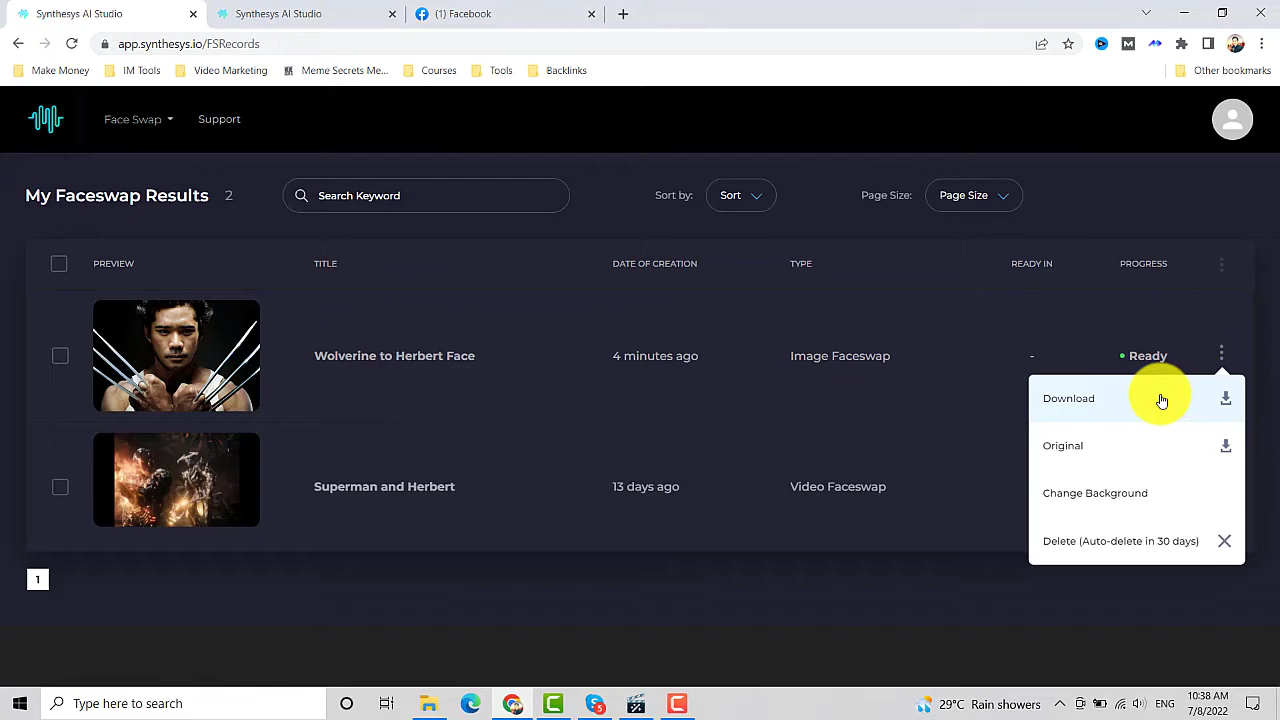 Synthesys AI Studio
Synthesys AI Studio
(1) Facebook
app.synthesys.io/FSRecords
Make Money
IM Tools
Video Marketing
Meme Secrets Me...
Courses
Tools
Backlinks
Other bookmarks
Face Swap
Support
My Faceswap Results 2
Search Keyword
Sort by:
Sort
Page Size:
Page Size
PREVIEW
TITLE
DATE OF CREATION
TYPE
READY IN
PROGRESS
Wolverine to Herbert Face
4 minutes ago
Image Faceswap
-
Ready
Download
Original
Superman and Herbert
13 days ago
Video Faceswap
Change Background
Delete (Auto-delete in 30 days)
1
Type here to search
29°C Rain showers
ENG
10:38 AM
7/8/2022